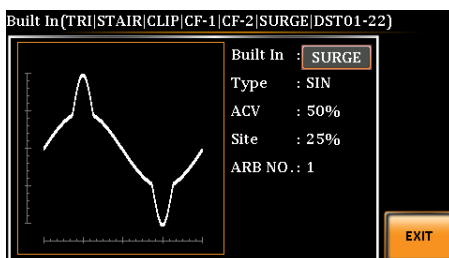 Built In(TRI|STAIR|CLIP|CF-1|CF-2|SURGE|DST01-22)
Built In : SURGE
Type : SIN
ACV : 50%
Site : 25%
ARB NO.: 1
EXIT